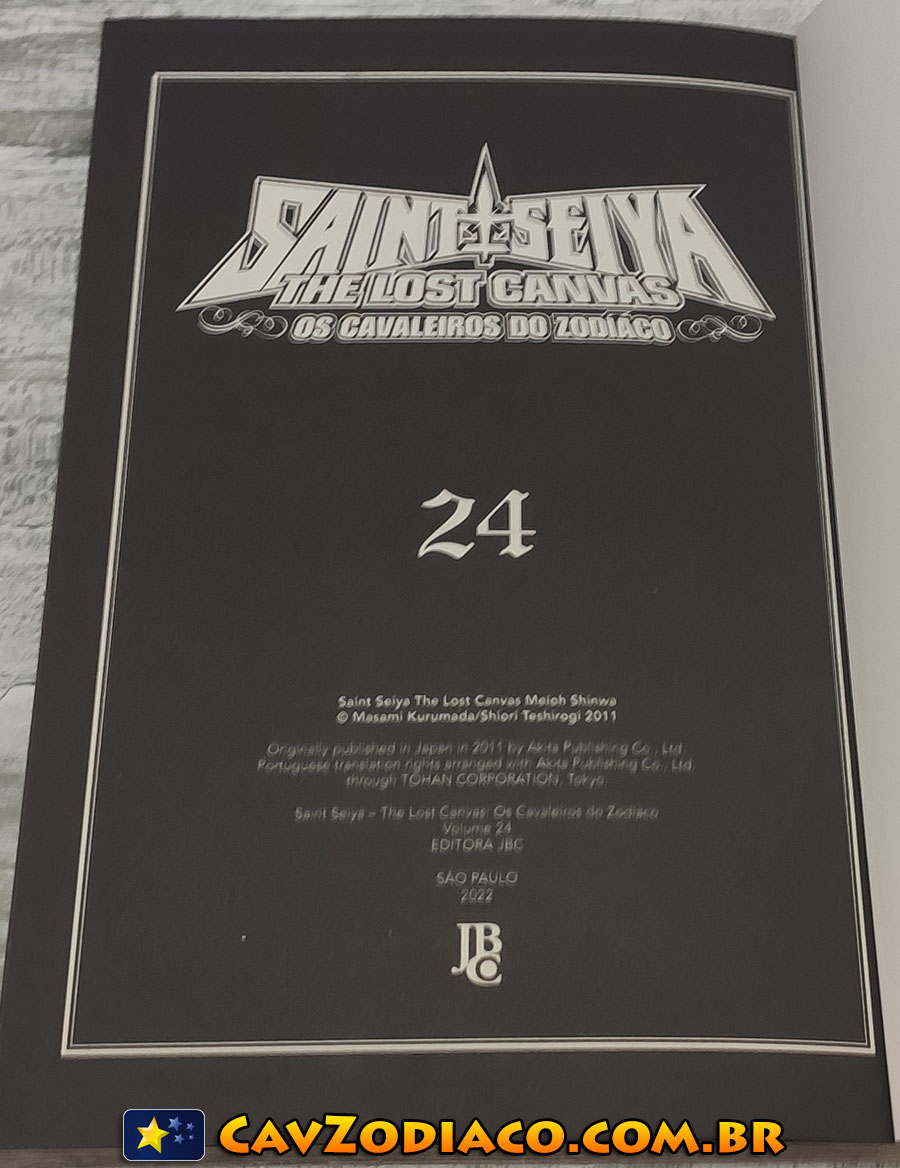 SAINT SEIYA
THE LOST CANVAS
OS CAVALEIROS DO ZODÍACO
24
Saint Seiya The Lost Canvas Meioh Shinwa
© Masami Kurumada/Shiori Teshirogi 2011
Originally published in Japan in 2011 by Akita Publishing Co., Ltd.
Portuguese translation rights arranged with Akita Publishing Co., Ltd.
through TOHAN CORPORATION, Tokyo.
Saint Seiya – The Lost Canvas: Os Cavaleiros do Zodíaco
Volume 24
EDITORA JBC
SÃO PAULO
2022
JBC
CAVZODIACO.COM.BR